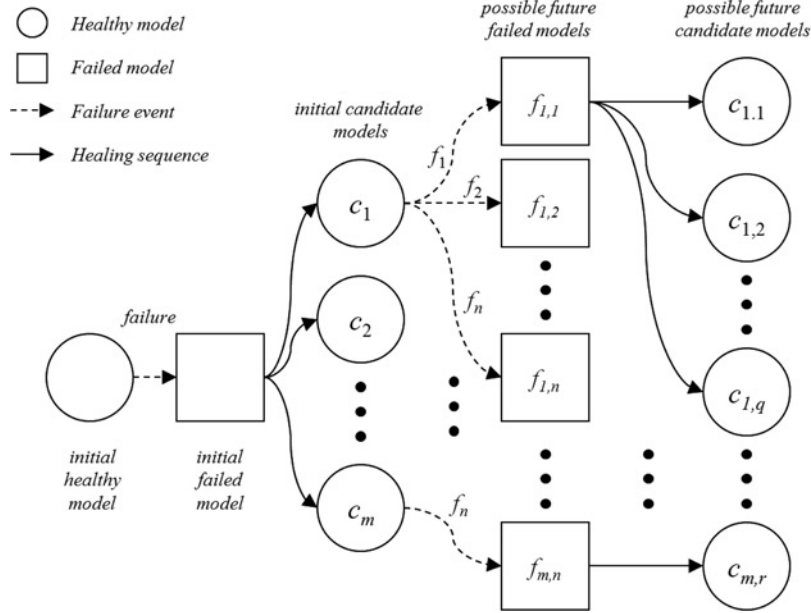 Healthy model
Failed model
Failure event
Healing sequence
possible future
failed models
possible future
candidate models
initial candidate
models
f1,1
c1.1
f1
c1
f2
f1,2
c1,2
fn
failure
c2
f1,n
c1,q
initial
healthy
model
initial
failed
model
cm
fn
fm,n
cm,r